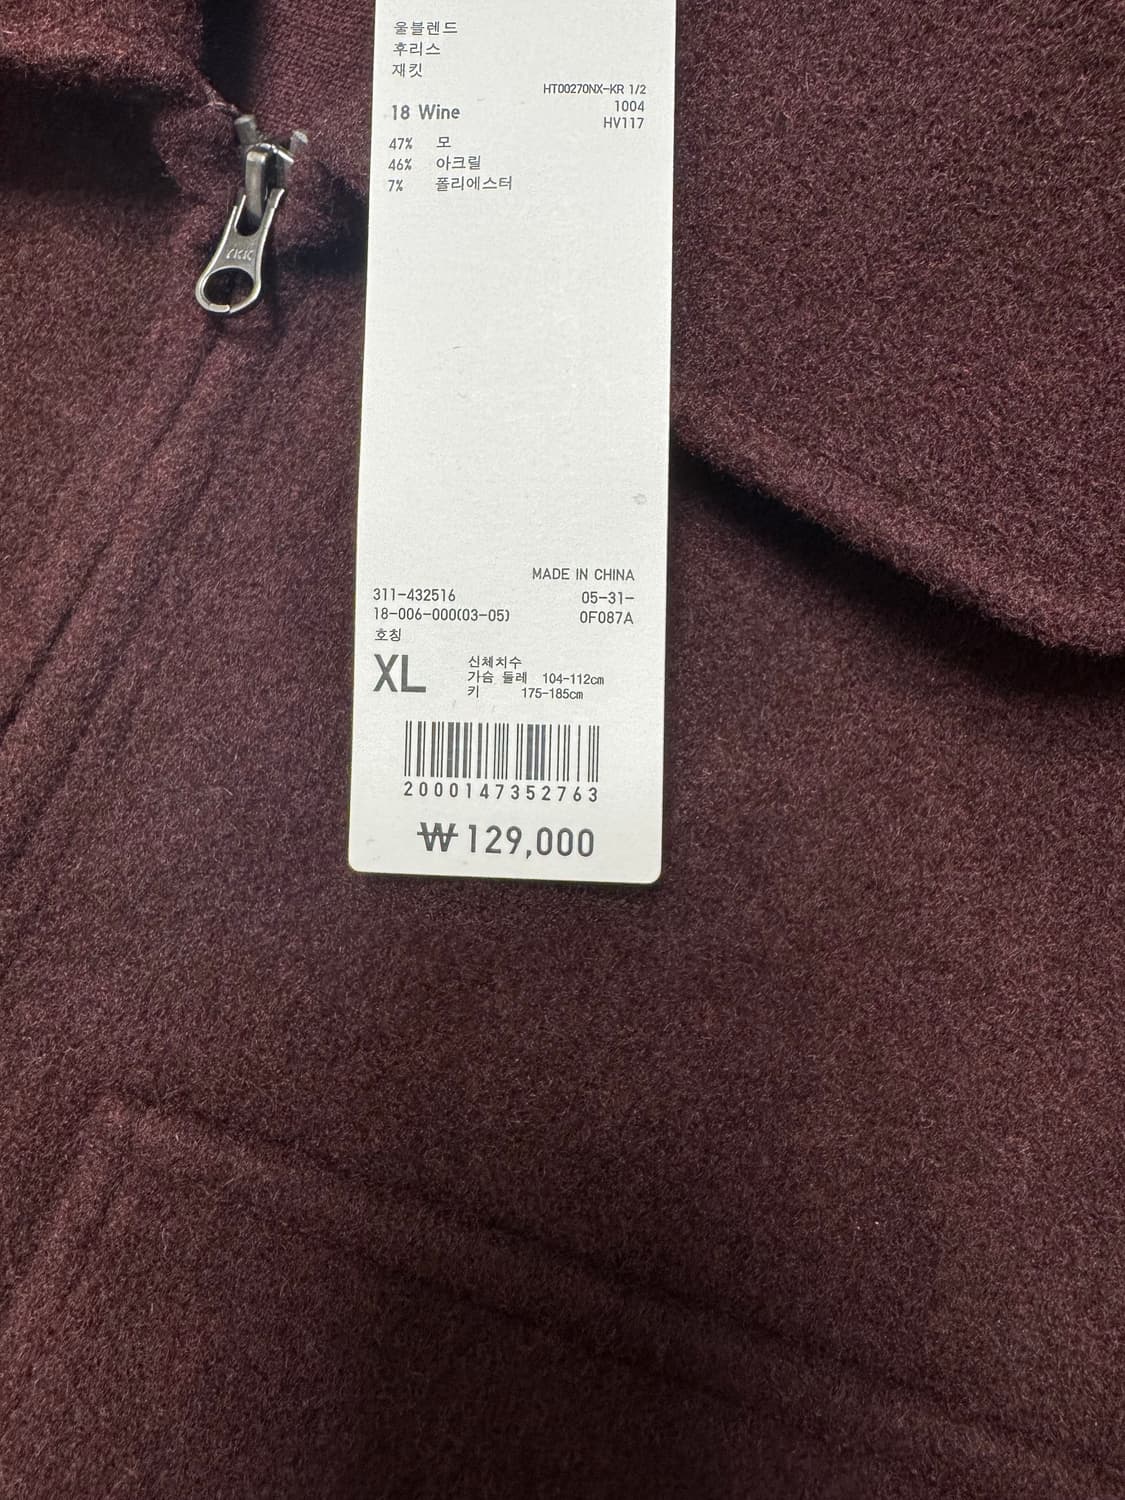 울블렌드
후리스
재킷
HT00270NX-KR 1/2
18 Wine 1004
HV117
47% 모
46% 아크릴
7% 폴리에스터
YKK
MADE IN CHINA
311-432516 05-31-
18-006-000(03-05) 0F087A
호칭
XL 신체치수
가슴 둘레 104-112cm
키 175-185cm
2000147352763
₩129,000